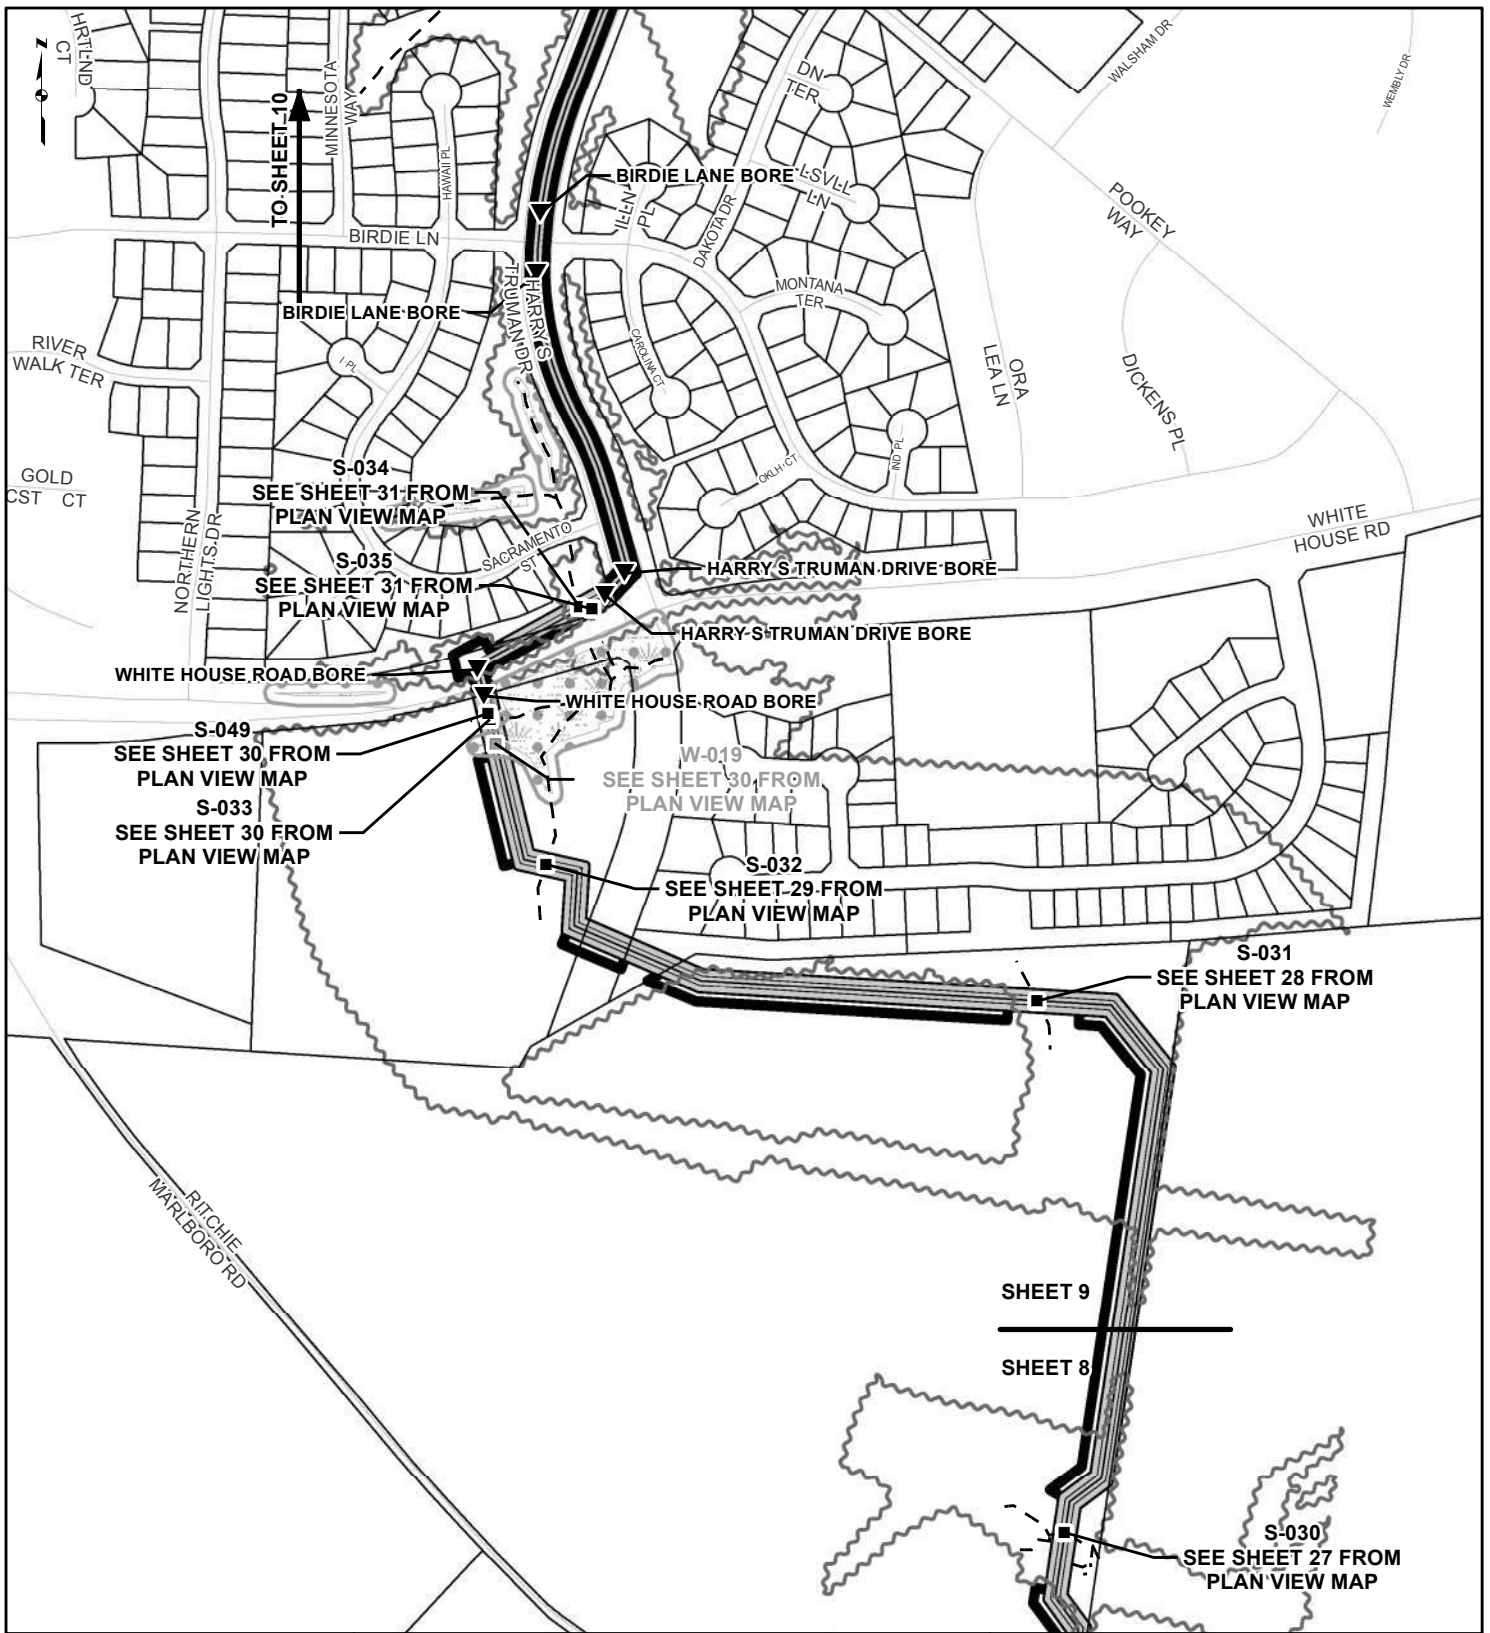 Z
HRTLND
CT
TO SHEET 10
MINNESOTA
WAY
HAWAII PL
BIRDIE LANE BORE
DN
TER
WALSHAM DR
WEMBLY DR
LSVLL
LN
ILLN
PL
DAKOTA DR
POOKEY
WAY
BIRDIE LN
HARRY S
TRUMAN DR
BIRDIE LANE BORE
MONTANA
TER
RIVER
WALK TER
I PL
CAROLINA CT
ORA
LEA LN
DICKENS PL
GOLD
CST CT
NORTHERN
LIGHTS DR
S-034
SEE SHEET 31 FROM
PLAN VIEW MAP
OKLH CT
IND PL
WHITE
HOUSE RD
SACRAMENTO
ST
S-035
SEE SHEET 31 FROM
PLAN VIEW MAP
HARRY S TRUMAN DRIVE BORE
HARRY S TRUMAN DRIVE BORE
WHITE HOUSE ROAD BORE
WHITE HOUSE ROAD BORE
S-049
SEE SHEET 30 FROM
PLAN VIEW MAP
W-019
SEE SHEET 30 FROM
PLAN VIEW MAP
S-033
SEE SHEET 30 FROM
PLAN VIEW MAP
S-032
SEE SHEET 29 FROM
PLAN VIEW MAP
S-031
SEE SHEET 28 FROM
PLAN VIEW MAP
RITCHIE
MARLBORO RD
SHEET 9
SHEET 8
S-030
SEE SHEET 27 FROM
PLAN VIEW MAP